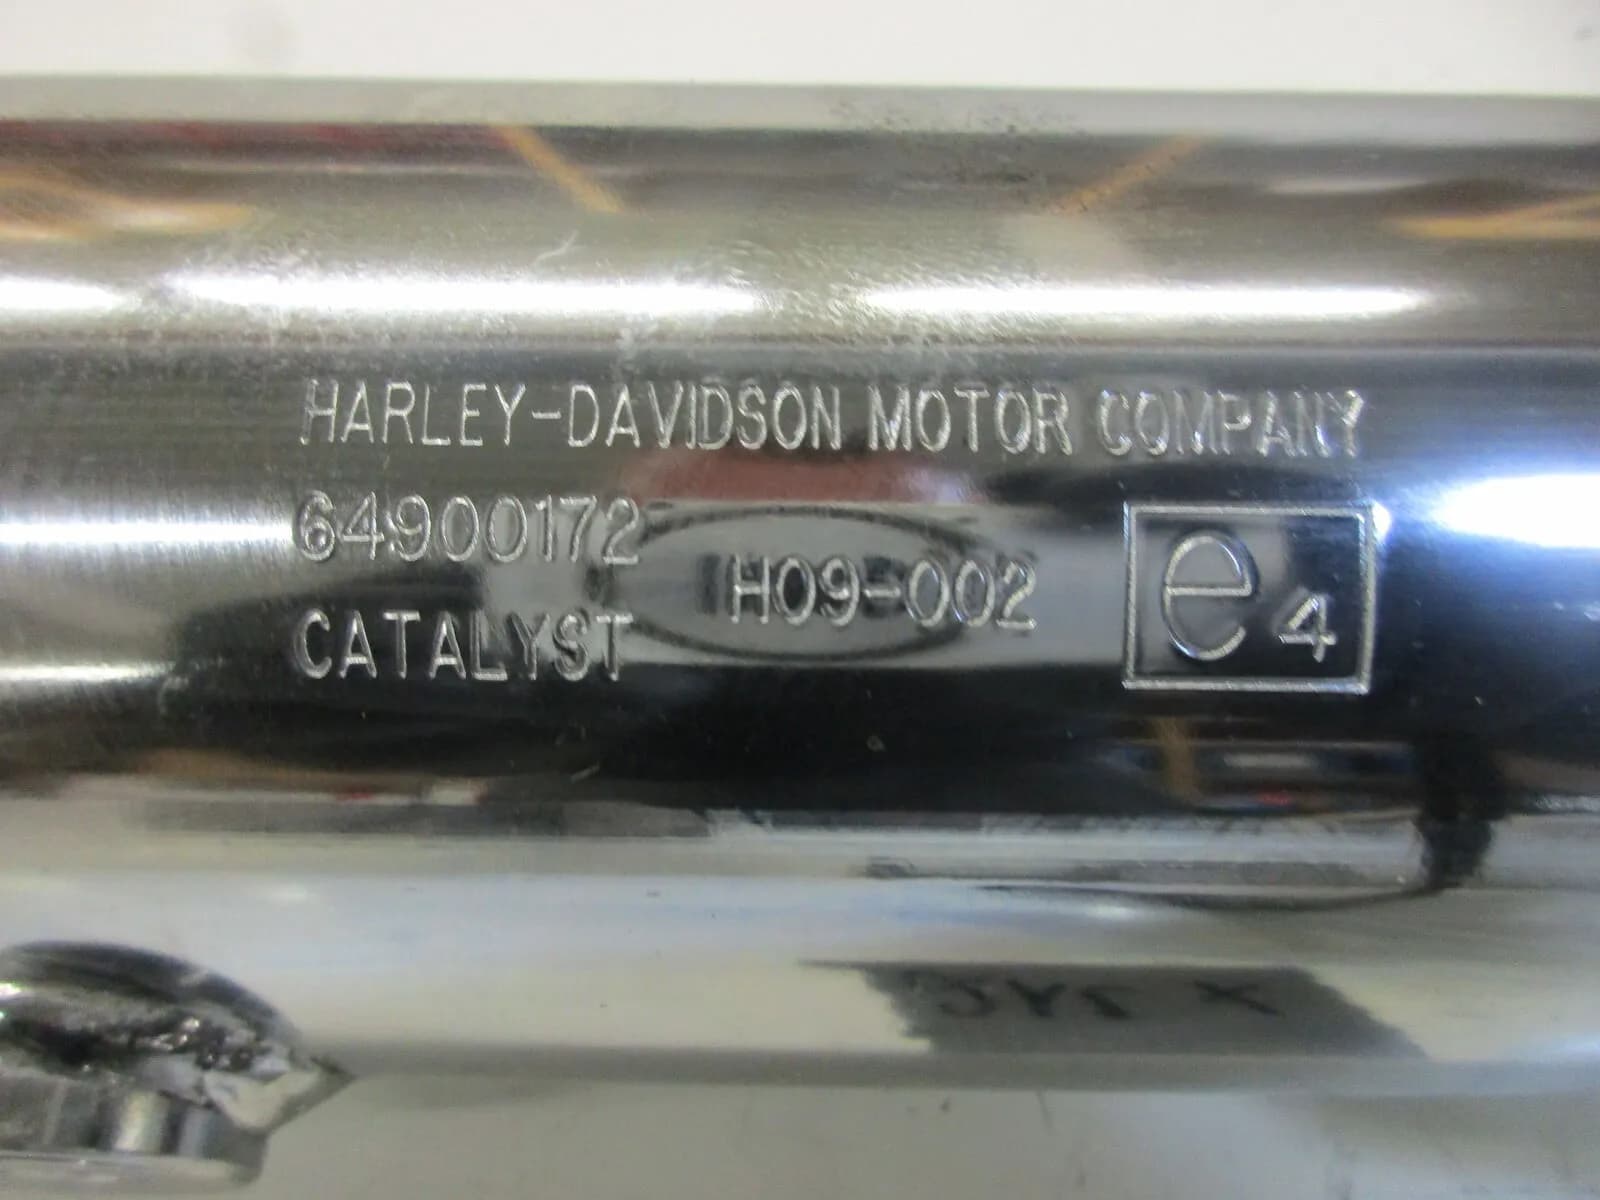 HARLEY-DAVIDSON MOTOR COMPANY
64900172
H09-002
e4
CATALYST